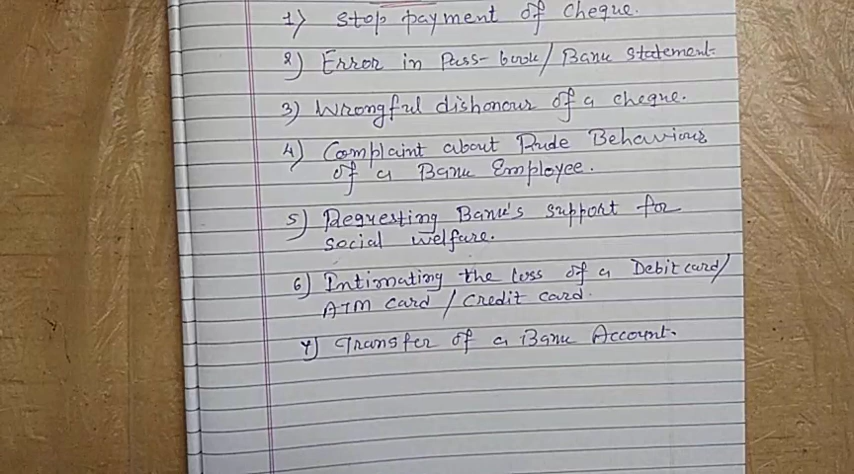 1) Stop payment of cheque.
2) Error in Pass-book/ Bank statement.
3) Wrongful dishonour of a cheque.
4) Complaint about Rude Behaviour
of a Bank Employee.
5) Requesting Bank's support for
social welfare.
6) Intimating the loss of a Debit card/
ATM card / Credit card.
7) Transfer of a Bank Account.